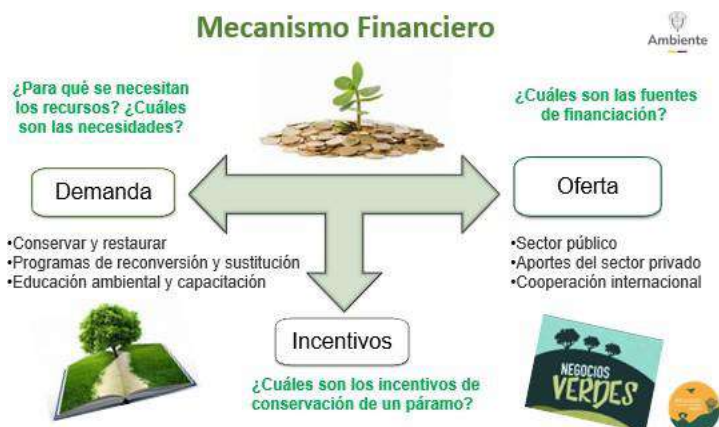 Mecanismo Financiero
Ambiente
¿Para qué se necesitan
los recursos? ¿Cuáles
son las necesidades?
¿Cuáles son las fuentes
de financiación?
Demanda
Oferta
•Conservar y restaurar
•Programas de reconversión y sustitución
•Educación ambiental y capacitación
•Sector público
•Aportes del sector privado
•Cooperación internacional
Incentivos
¿Cuáles son los incentivos de
conservación de un páramo?
NEGOCIOS
VERDES